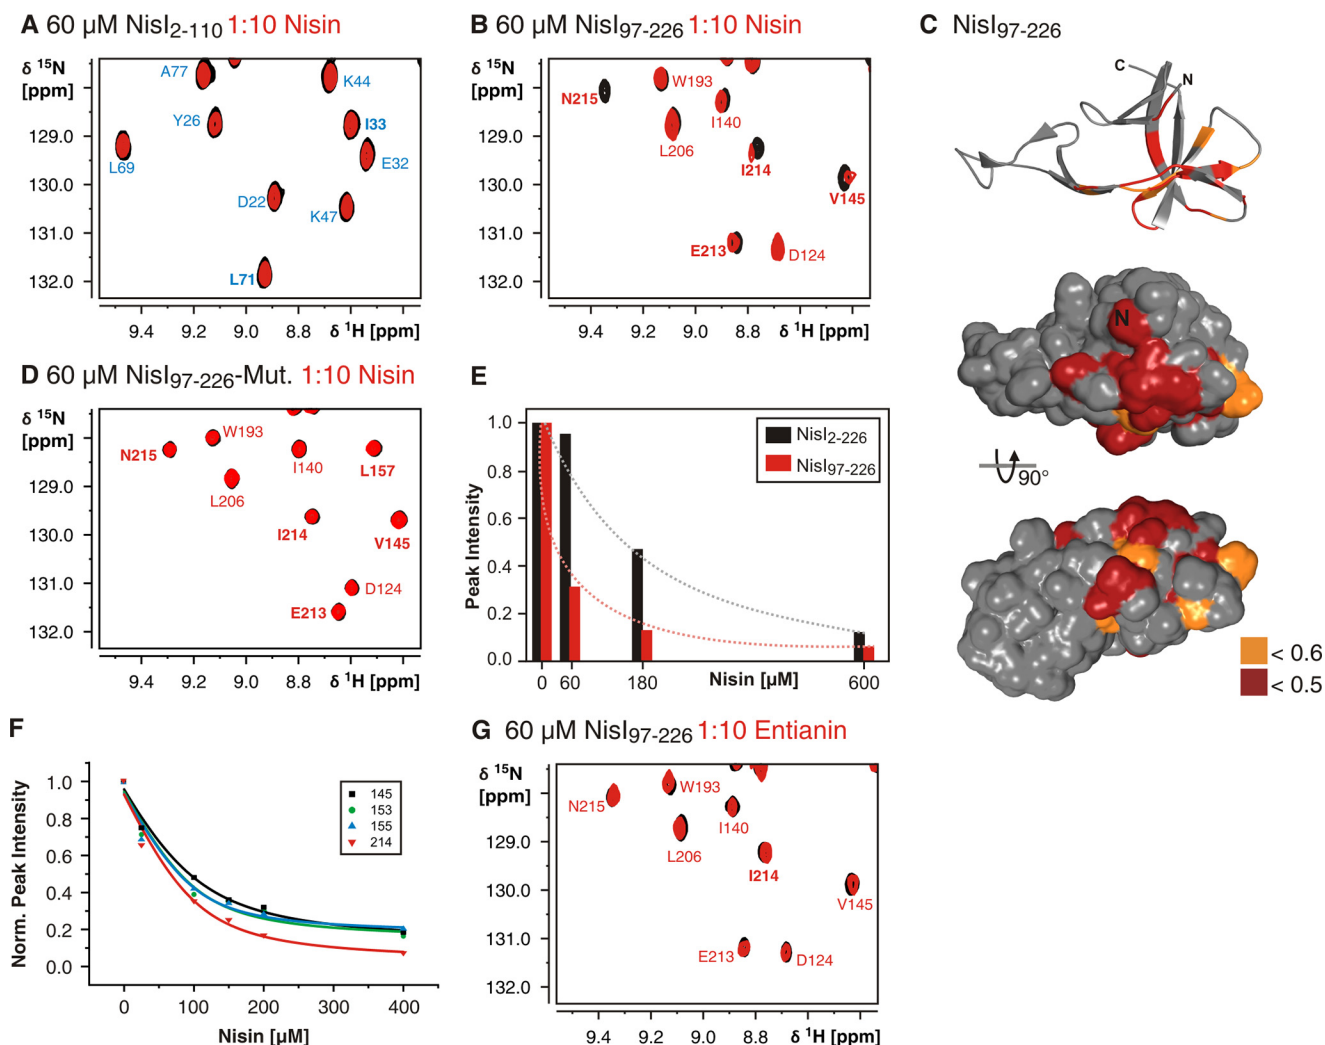 A 60 µM NisI2-110 1:10 Nisin
δ 15N
[ppm]
129.0
130.0
131.0
132.0
A77
K44
Y26
I33
L69
E32
D22
K47
L71
9.4
9.2
9.0
8.8
δ 1H [ppm]
B 60 µM NisI97-226 1:10 Nisin
δ 15N
[ppm]
129.0
130.0
131.0
132.0
N215
W193
I140
L206
I214
V145
E213
D124
9.4
9.2
9.0
8.8
δ 1H [ppm]
C NisI97-226
C
N
N
90°
< 0.6
< 0.5
D 60 µM NisI97-226-Mut. 1:10 Nisin
δ 15N
[ppm]
129.0
130.0
131.0
132.0
N215
W193
I140
L157
L206
I214
V145
D124
E213
9.4
9.2
9.0
8.8
δ 1H [ppm]
E
Peak Intensity
1.0
0.8
0.6
0.4
0.2
0.0
NisI2-226
NisI97-226
0
60
180
Nisin [µM]
600
F
Norm. Peak Intensity
1.0
0.8
0.6
0.4
0.2
0.0
145
153
155
214
0
100
200
300
400
Nisin [µM]
G 60 µM NisI97-226 1:10 Entianin
δ 15N
[ppm]
129.0
130.0
131.0
132.0
N215
W193
I140
L206
I214
V145
E213
D124
9.4
9.2
9.0
8.8
δ 1H [ppm]